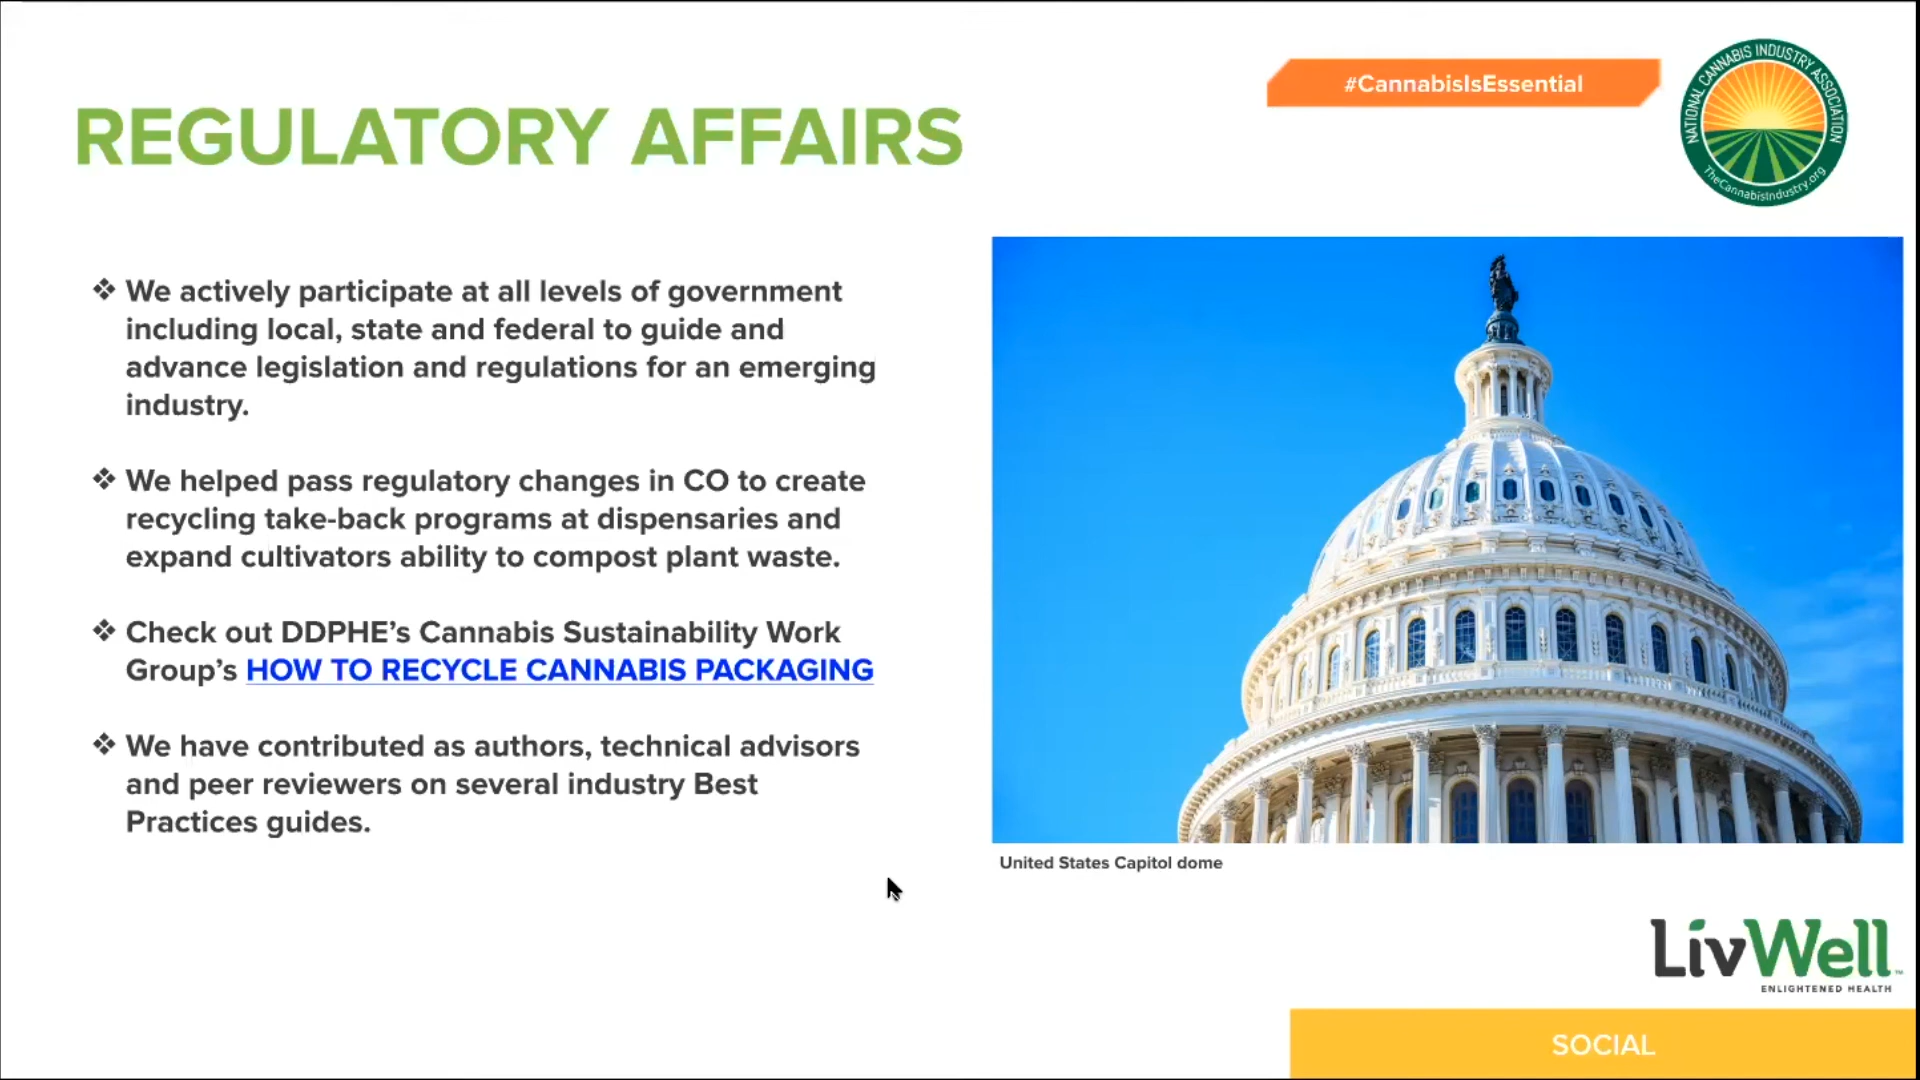 #CannabisIsEssential
NATIONAL CANNABIS INDUSTRY ASSOCIATION
TheCannabisIndustry.org
REGULATORY AFFAIRS
❖ We actively participate at all levels of government
including local, state and federal to guide and
advance legislation and regulations for an emerging
industry.
❖ We helped pass regulatory changes in CO to create
recycling take-back programs at dispensaries and
expand cultivators ability to compost plant waste.
❖ Check out DDPHE’s Cannabis Sustainability Work
Group’s HOW TO RECYCLE CANNABIS PACKAGING
❖ We have contributed as authors, technical advisors
and peer reviewers on several industry Best
Practices guides.
United States Capitol dome
LivWell™
ENLIGHTENED HEALTH
SOCIAL